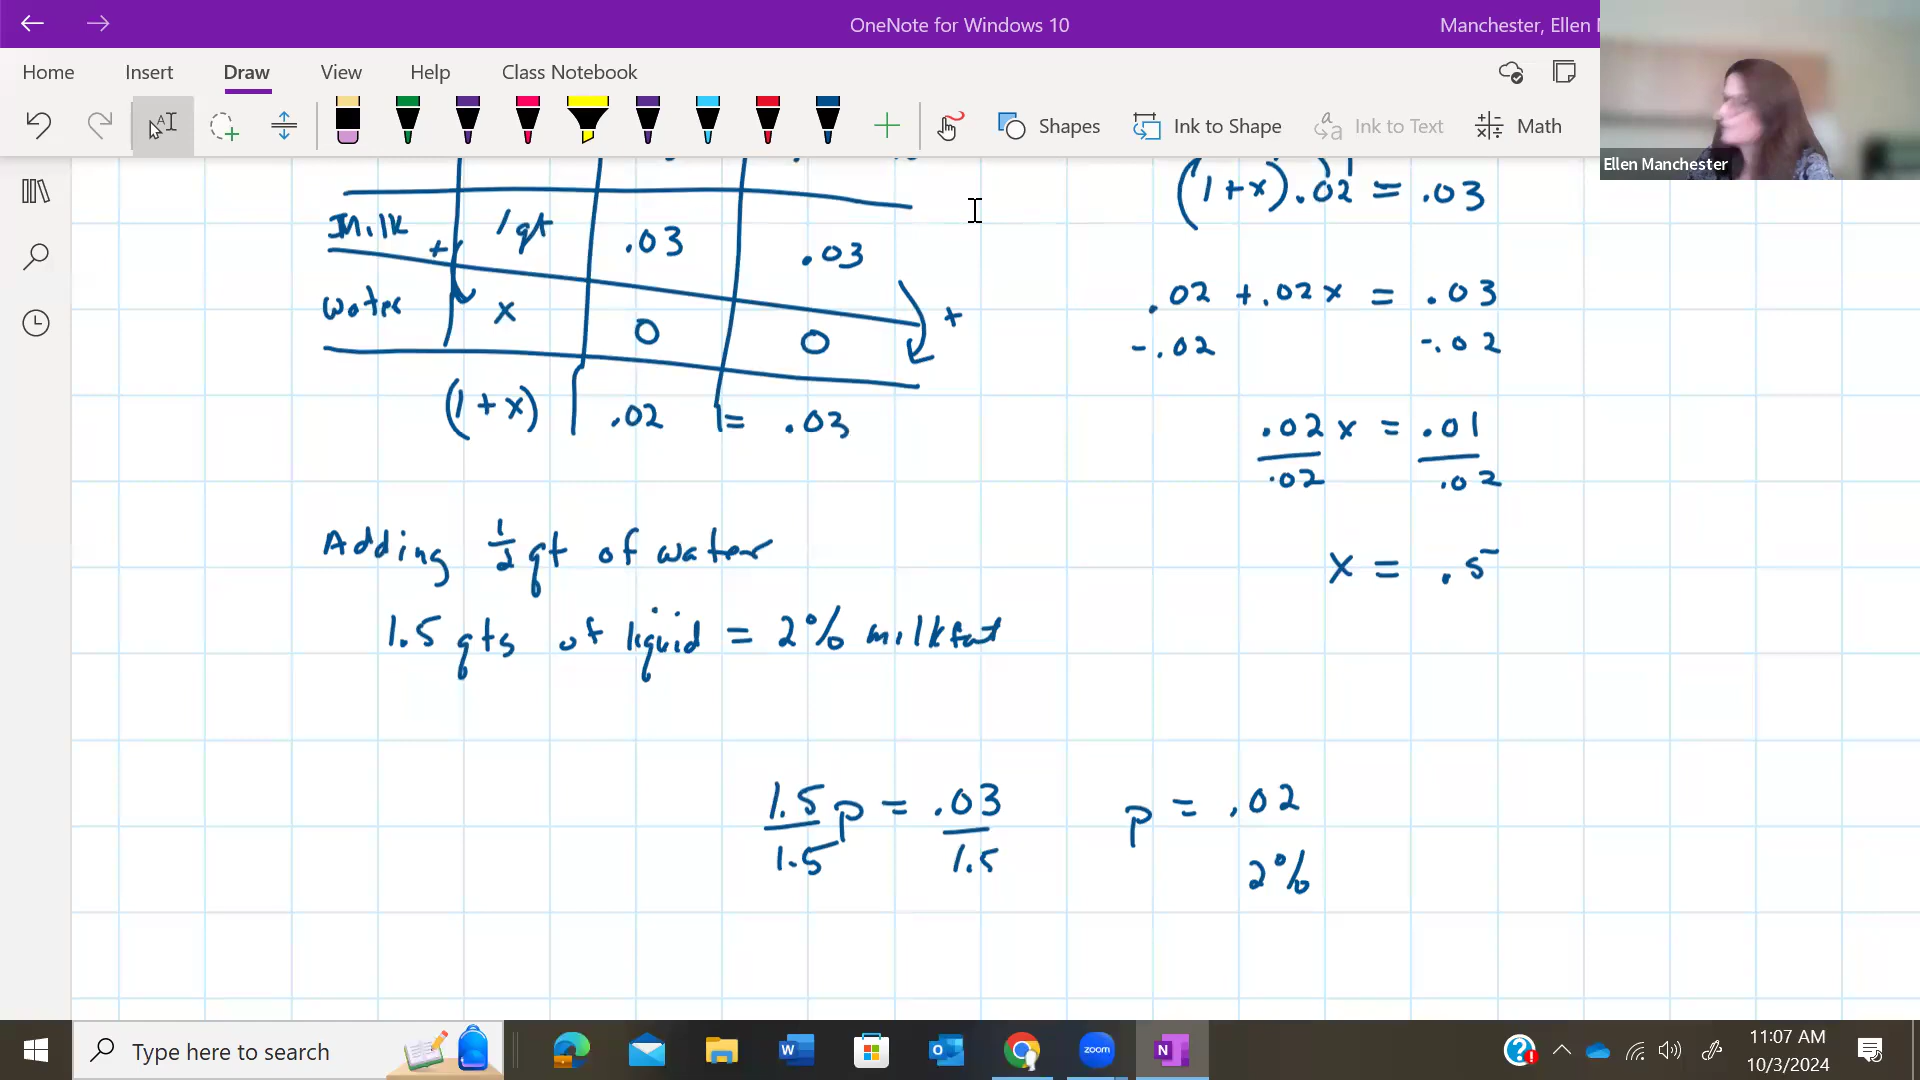 OneNote for Windows 10
Manchester, Ellen
Home Insert Draw View Help Class Notebook
Shapes Ink to Shape Ink to Text Math
Ellen Manchester
Milk 1qt .03 .03
+
water x 0 0 +
(1+x) .02 = .03
Adding 1/2 qt of water
1.5 qts of liquid = 2% milkfat
(1+x).02 = .03
.02 + .02x = .03
-.02 -.02
.02x = .01
.02 .02
x = .5
1.5p = .03
1.5 1.5
p = .02
2%
Type here to search
zoom
11:07 AM
10/3/2024